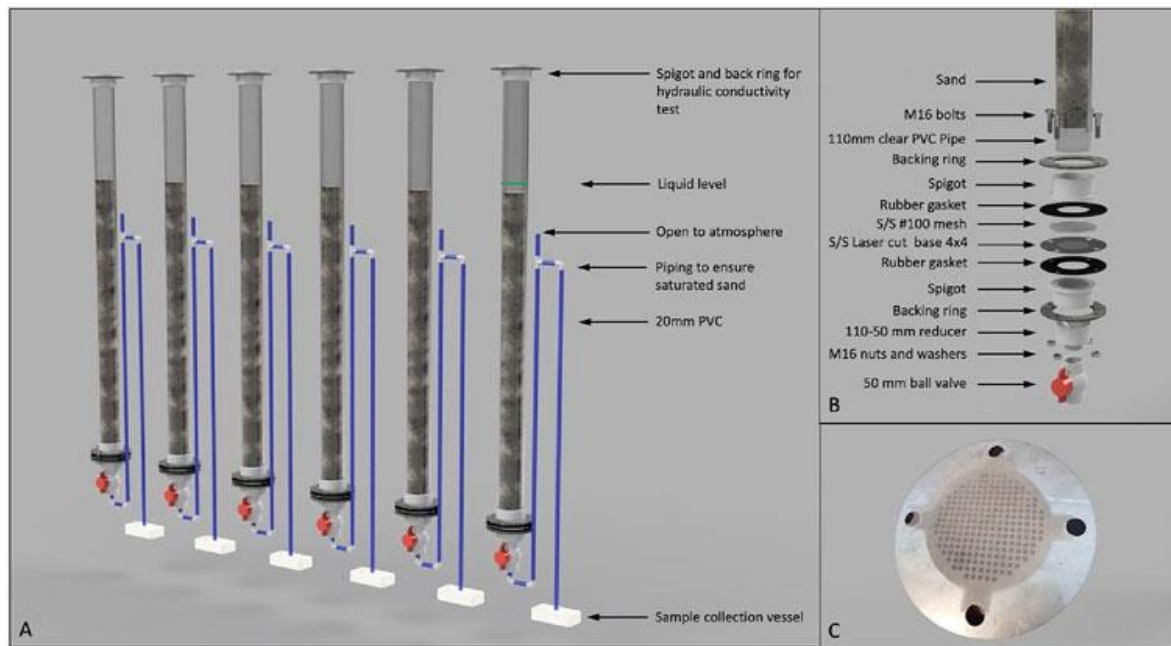 Spigot and back ring for
hydraulic conductivity
test
Liquid level
Open to atmosphere
Piping to ensure
saturated sand
20mm PVC
Sample collection vessel
A
Sand
M16 bolts
110mm clear PVC Pipe
Backing ring
Spigot
Rubber gasket
S/S #100 mesh
S/S Laser cut base 4x4
Rubber gasket
Spigot
Backing ring
110-50 mm reducer
M16 nuts and washers
50 mm ball valve
B
C